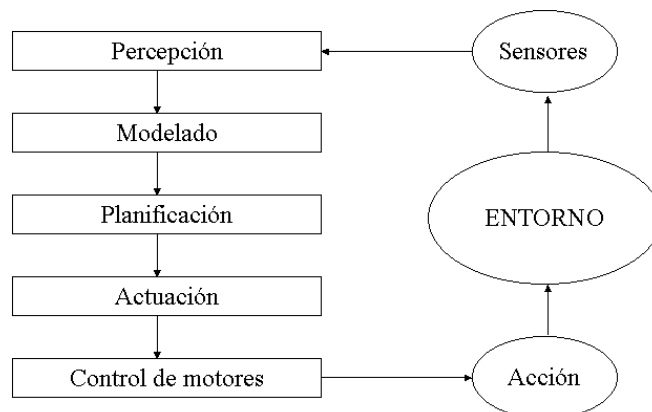 Percepción
Sensores
Modelado
Planificación
ENTORNO
Actuación
Control de motores
Acción